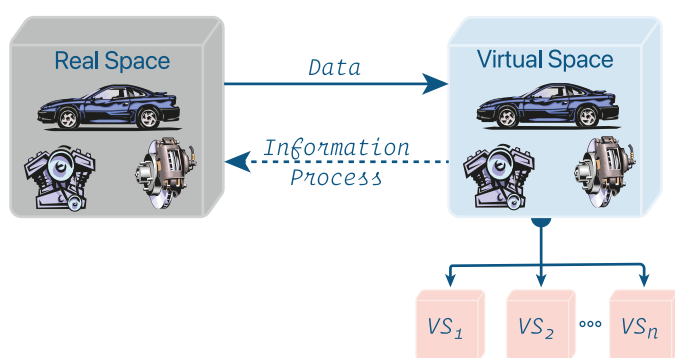 Real Space
Data
Virtual Space
Information
Process
VS1
VS2
VSn